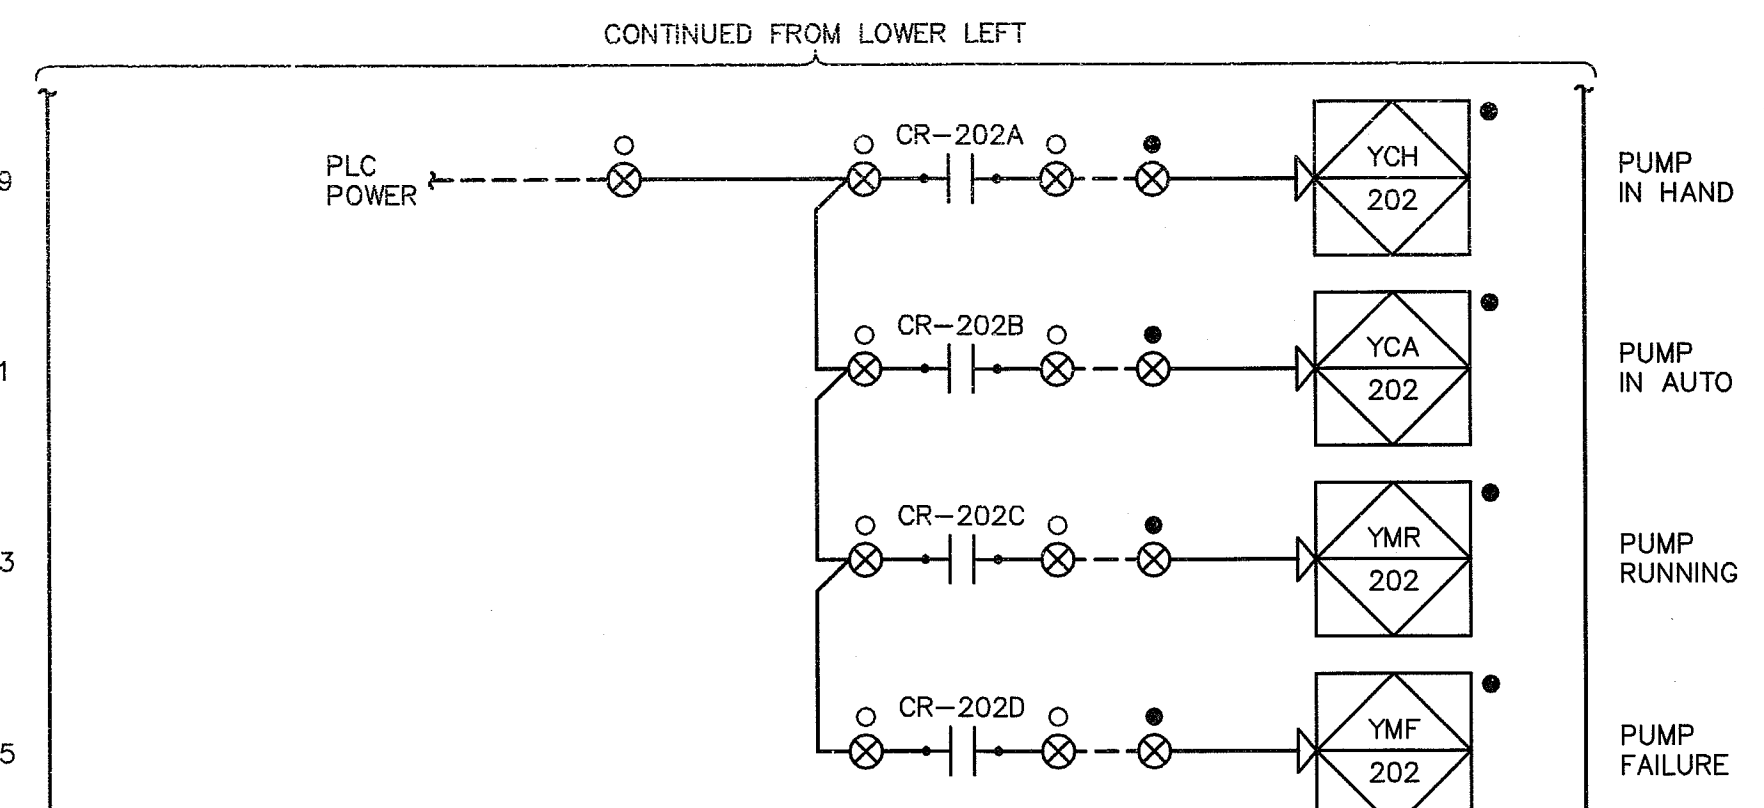 CONTINUED FROM LOWER LEFT
9
PLC
POWER
CR-202A
YCH
202
PUMP
IN HAND
1
CR-202B
YCA
202
PUMP
IN AUTO
3
CR-202C
YMR
202
PUMP
RUNNING
5
CR-202D
YMF
202
PUMP
FAILURE